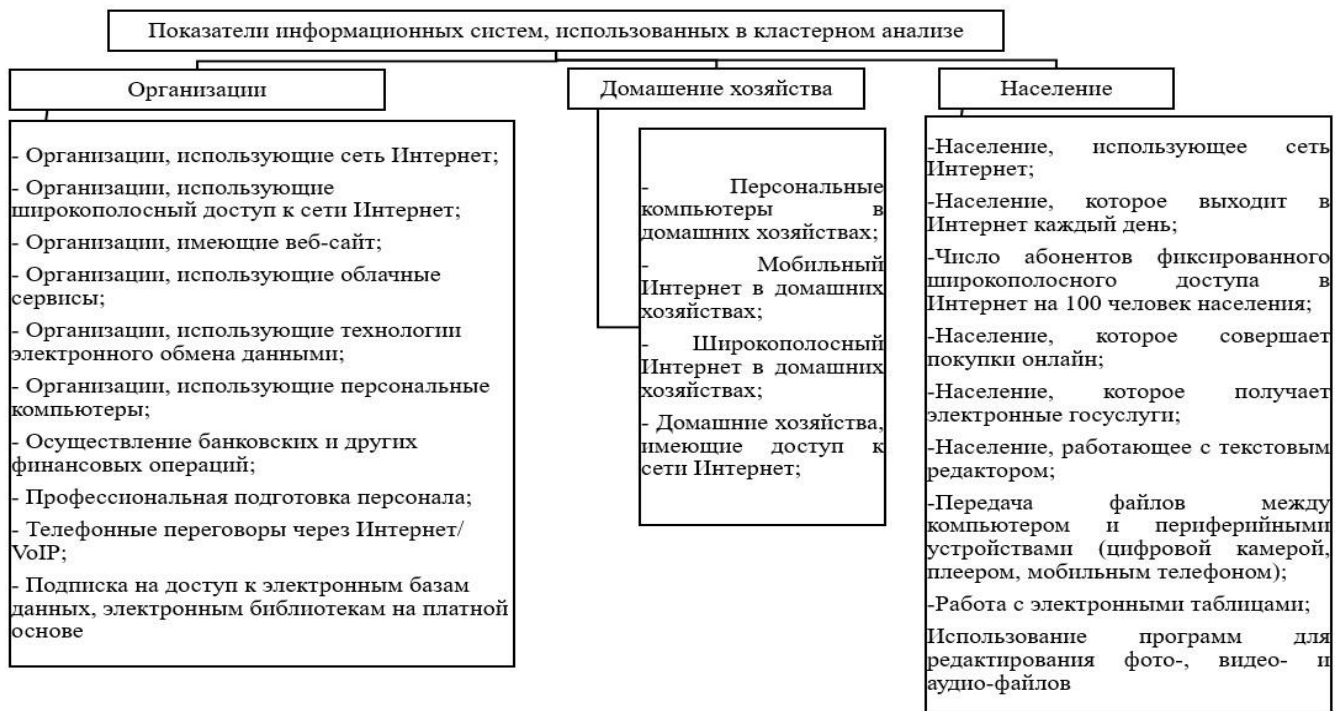 Показатели информационных систем, использованных в кластерном анализе
Организации
- Организации, использующие сеть Интернет;
- Организации, использующие
широкополосный доступ к сети Интернет;
- Организации, имеющие веб-сайт;
- Организации, использующие облачные
сервисы;
- Организации, использующие технологии
электронного обмена данными;
- Организации, использующие персональные
компьютеры;
- Осуществление банковских и других
финансовых операций;
- Профессиональная подготовка персонала;
- Телефонные переговоры через Интернет/
VoIP;
- Подписка на доступ к электронным базам
данных, электронным библиотекам на платной
основе
Домашение хозяйства
- Персональные
компьютеры в
домашних хозяйствах;
- Мобильный
Интернет в домашних
хозяйствах;
- Широкополосный
Интернет в домашних
хозяйствах;
- Домашние хозяйства,
имеющие доступ к
сети Интернет;
Население
-Население, использующее сеть
Интернет;
-Население, которое выходит в
Интернет каждый день;
-Число абонентов фиксированного
широкополосного доступа в
Интернет на 100 человек населения;
-Население, которое совершает
покупки онлайн;
-Население, которое получает
электронные госуслуги;
-Население, работающее с текстовым
редактором;
-Передача файлов между
компьютером и периферийными
устройствами (цифровой камерой,
плеером, мобильным телефоном);
-Работа с электронными таблицами;
Использование программ для
редактирования фото-, видео- и
аудио-файлов